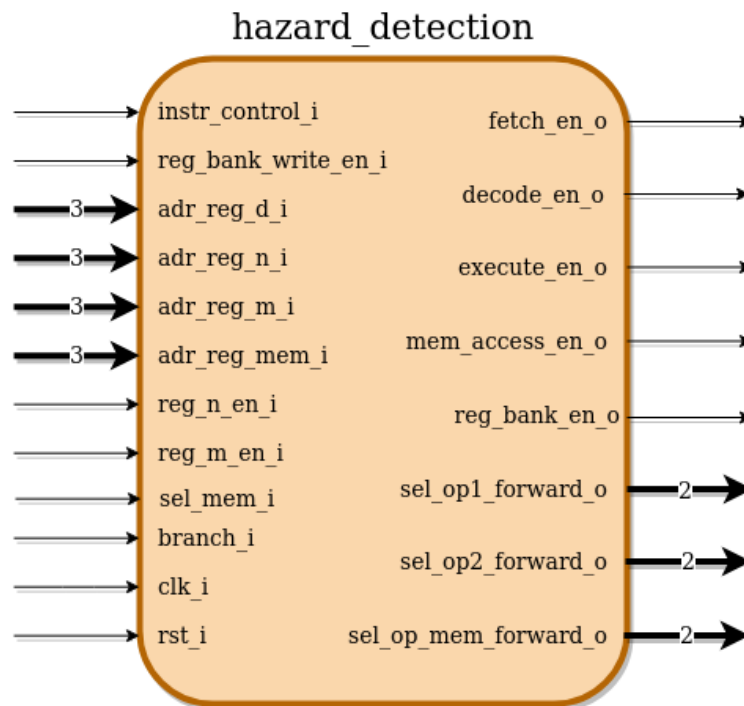 hazard_detection
instr_control_i
reg_bank_write_en_i
3 adr_reg_d_i
3 adr_reg_n_i
3 adr_reg_m_i
3 adr_reg_mem_i
reg_n_en_i
reg_m_en_i
sel_mem_i
branch_i
clk_i
rst_i
fetch_en_o
decode_en_o
execute_en_o
mem_access_en_o
reg_bank_en_o
sel_op1_forward_o 2
sel_op2_forward_o 2
sel_op_mem_forward_o 2